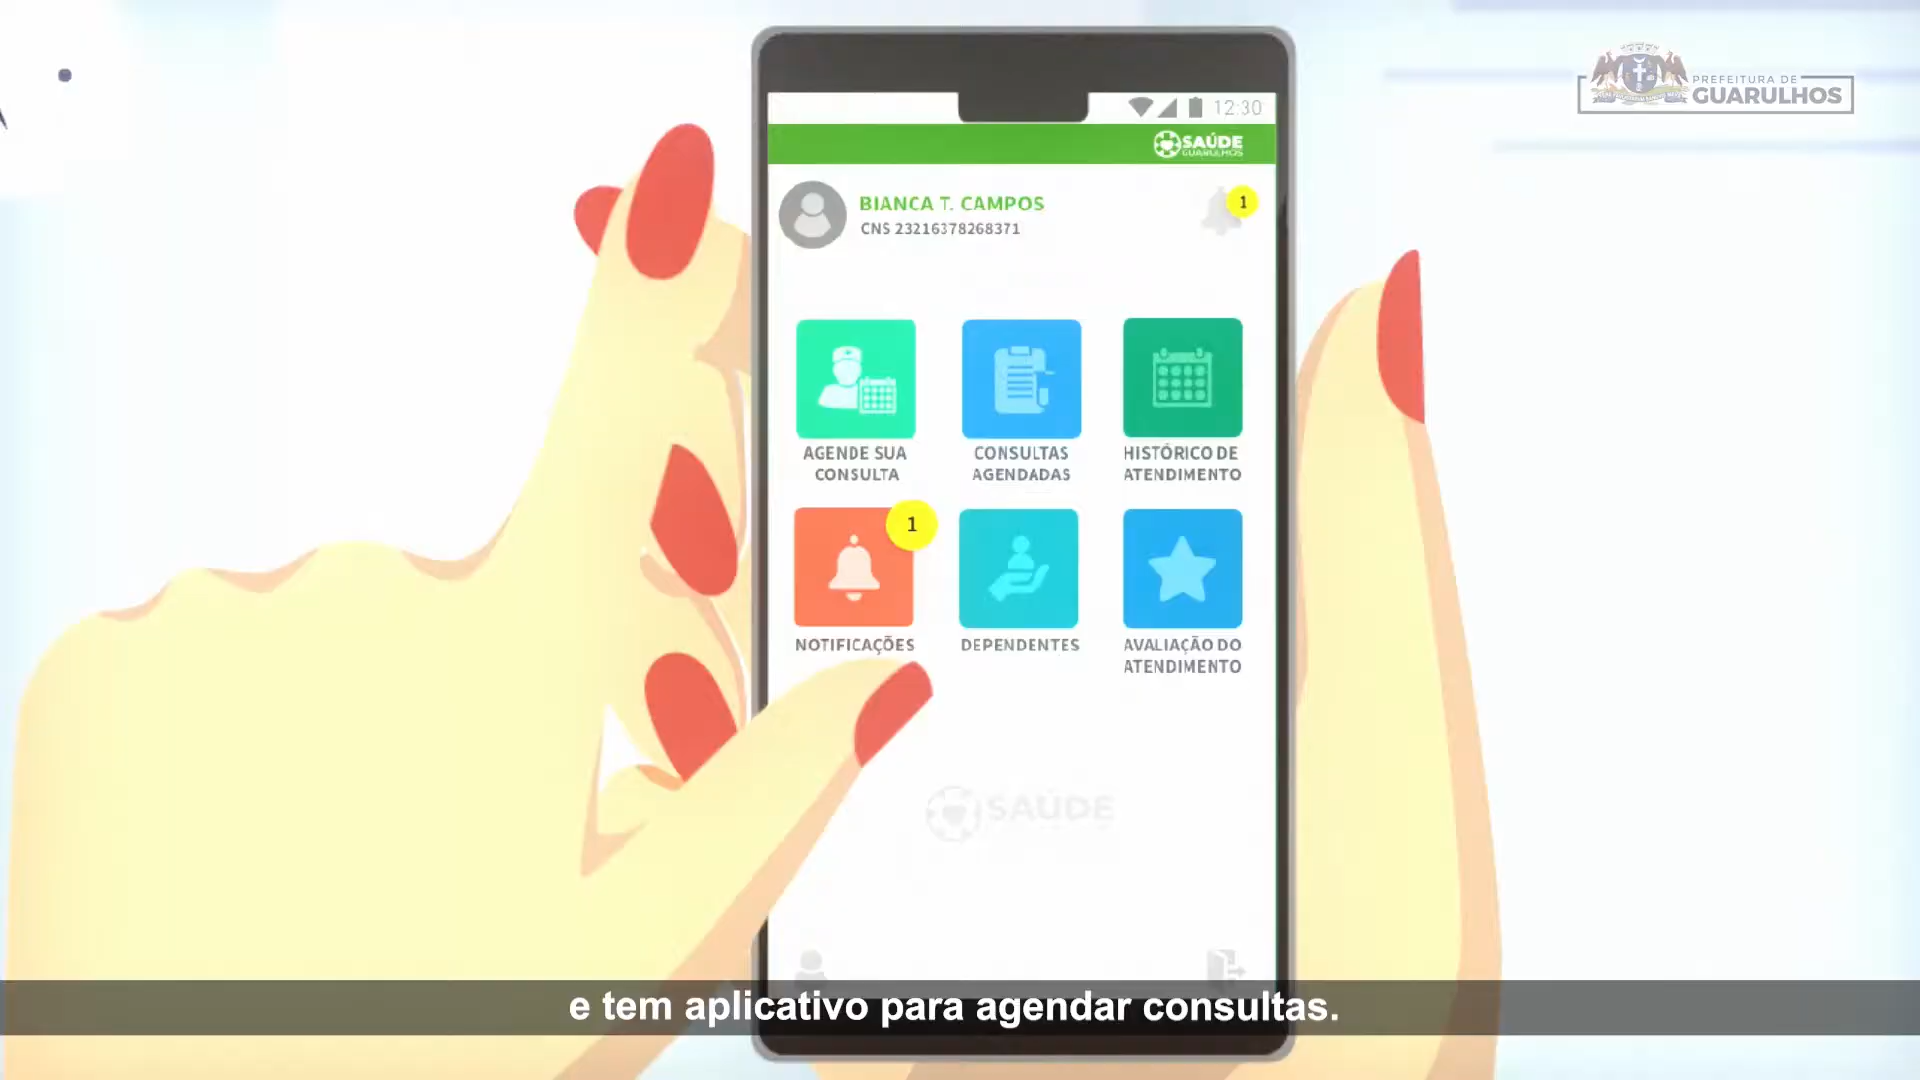 PREFEITURA DE
GUARULHOS
12:30
SAÚDE
GUARULHOS
BIANCA T. CAMPOS
1
CNS 23216378268371
AGENDE SUA
CONSULTA
CONSULTAS
AGENDADAS
HISTÓRICO DE
ATENDIMENTO
1
NOTIFICAÇÕES
DEPENDENTES
AVALIAÇÃO DO
ATENDIMENTO
SAÚDE
e tem aplicativo para agendar consultas.